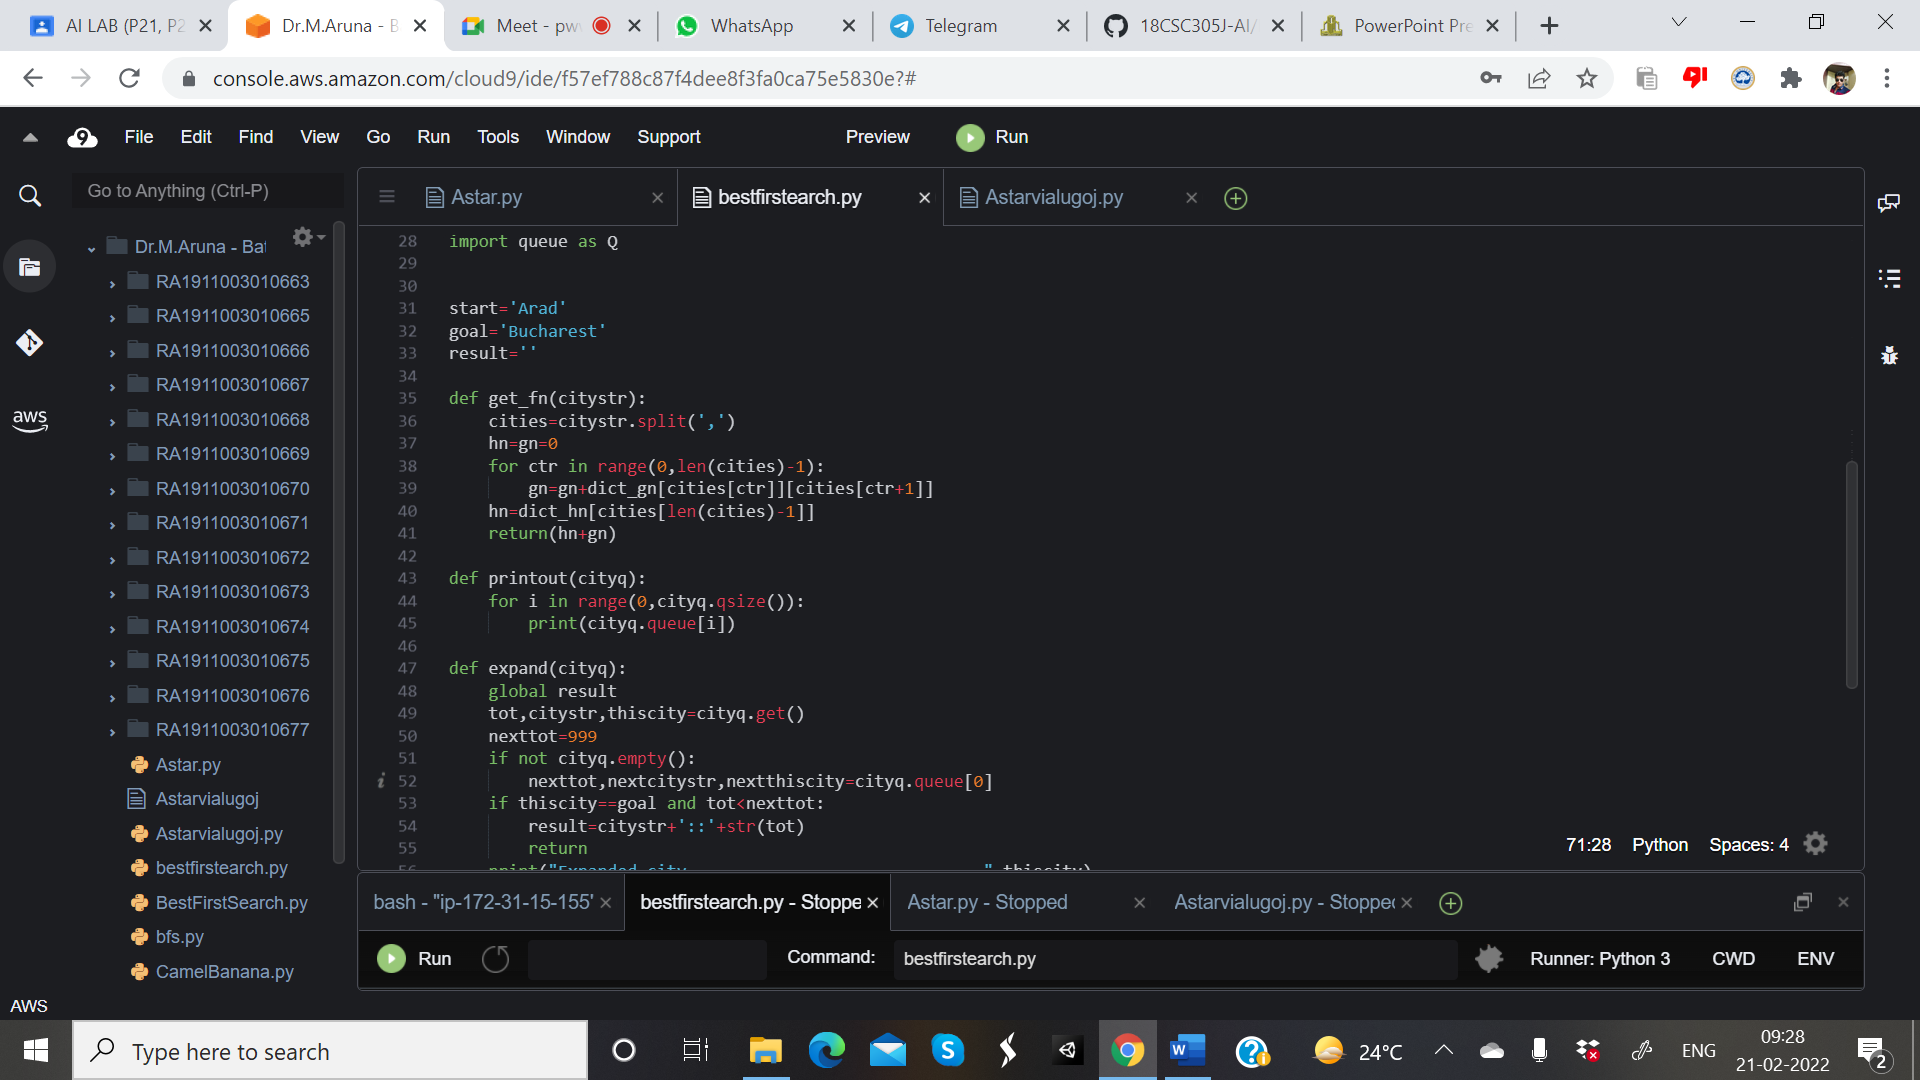 AI LAB (P21, P2
Dr.M.Aruna - B
Meet - pw
WhatsApp
Telegram
18CSC305J-AI/
PowerPoint Pre
console.aws.amazon.com/cloud9/ide/f57ef788c87f4dee8f3fa0ca75e5830e?#
9 File Edit Find View Go Run Tools Window Support Preview Run
Go to Anything (Ctrl-P)
Astar.py
bestfirstearch.py
Astarvialugoj.py
Dr.M.Aruna - Bat
RA1911003010663
RA1911003010665
RA1911003010666
RA1911003010667
RA1911003010668
RA1911003010669
RA1911003010670
RA1911003010671
RA1911003010672
RA1911003010673
RA1911003010674
RA1911003010675
RA1911003010676
RA1911003010677
Astar.py
Astarvialugoj
Astarvialugoj.py
bestfirstearch.py
BestFirstSearch.py
bfs.py
CamelBanana.py
aws
AWS
28 import queue as Q
29
30
31 start='Arad'
32 goal='Bucharest'
33 result=''
34
35 def get_fn(citystr):
36     cities=citystr.split(',')
37     hn=gn=0
38     for ctr in range(0,len(cities)-1):
39         gn=gn+dict_gn[cities[ctr]][cities[ctr+1]]
40     hn=dict_hn[cities[len(cities)-1]]
41     return(hn+gn)
42
43 def printout(cityq):
44     for i in range(0,cityq.qsize()):
45         print(cityq.queue[i])
46
47 def expand(cityq):
48     global result
49     tot,citystr,thiscity=cityq.get()
50     nexttot=999
51     if not cityq.empty():
i 52         nexttot,nextcitystr,nextthiscity=cityq.queue[0]
53     if thiscity==goal and tot<nexttot:
54         result=citystr+'::'+str(tot)
55         return
56     print("Expanded city                              ",thiscity)
71:28 Python Spaces: 4
bash - "ip-172-31-15-155'
bestfirstearch.py - Stoppe
Astar.py - Stopped
Astarvialugoj.py - Stopped
Run
Command:
bestfirstearch.py
Runner: Python 3
CWD
ENV
Type here to search
24°C
ENG
09:28
21-02-2022
2